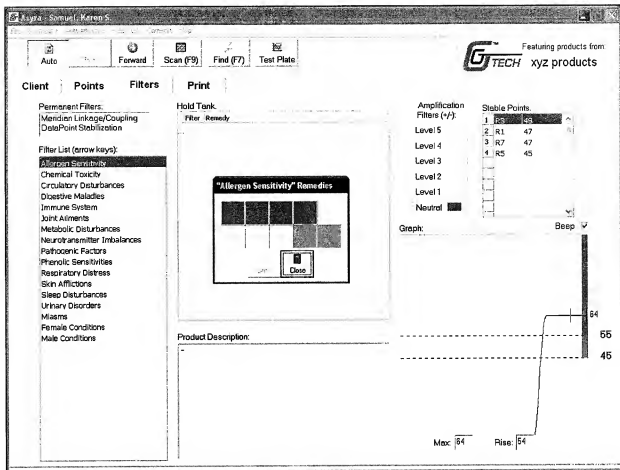 Asyra - Samuel, Karen S.
Auto
Forward
Scan (F9)
Find (F7)
Test Plate
GTECH
Featuring products from:
xyz products
Client
Points
Filters
Print
Permanent Filters:
Meridian Linkage/Coupling
DataPoint Stabilization
Filter List (arrow keys):
Allergen Sensitivity
Chemical Toxicity
Circulatory Disturbances
Digestive Maladies
Immune System
Joint Ailments
Metabolic Disturbances
Neurotransmitter Imbalances
Pathogenic Factors
Phenolic Sensitivities
Respiratory Distress
Skin Afflictions
Sleep Disturbances
Urinary Disorders
Miasms
Female Conditions
Male Conditions
Hold Tank.
Filter Remedy
"Allergen Sensitivity" Remedies
Close
Product Description:
-
Amplification
Filters (+/-):
Level 5
Level 4
Level 3
Level 2
Level 1
Neutral
Stable Points.
1 R9 49
2 R1 47
3 R7 47
4 R5 45
Graph:
Beep
64
55
45
Max: 64
Rise: 54